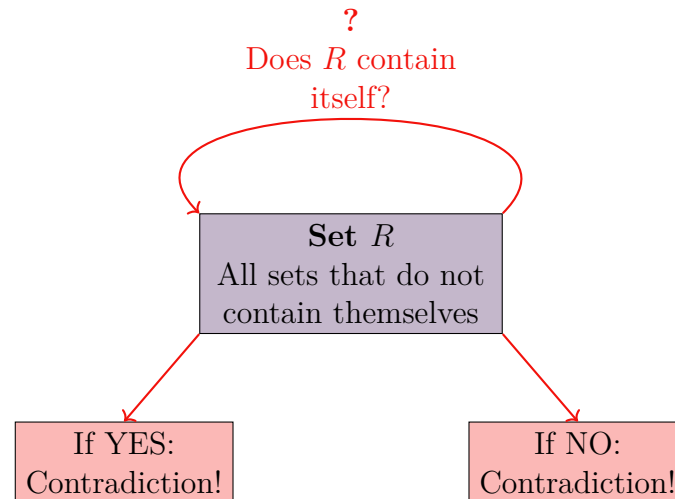 ?
Does R contain
itself?
Set R
All sets that do not
contain themselves
If YES:
Contradiction!
If NO:
Contradiction!